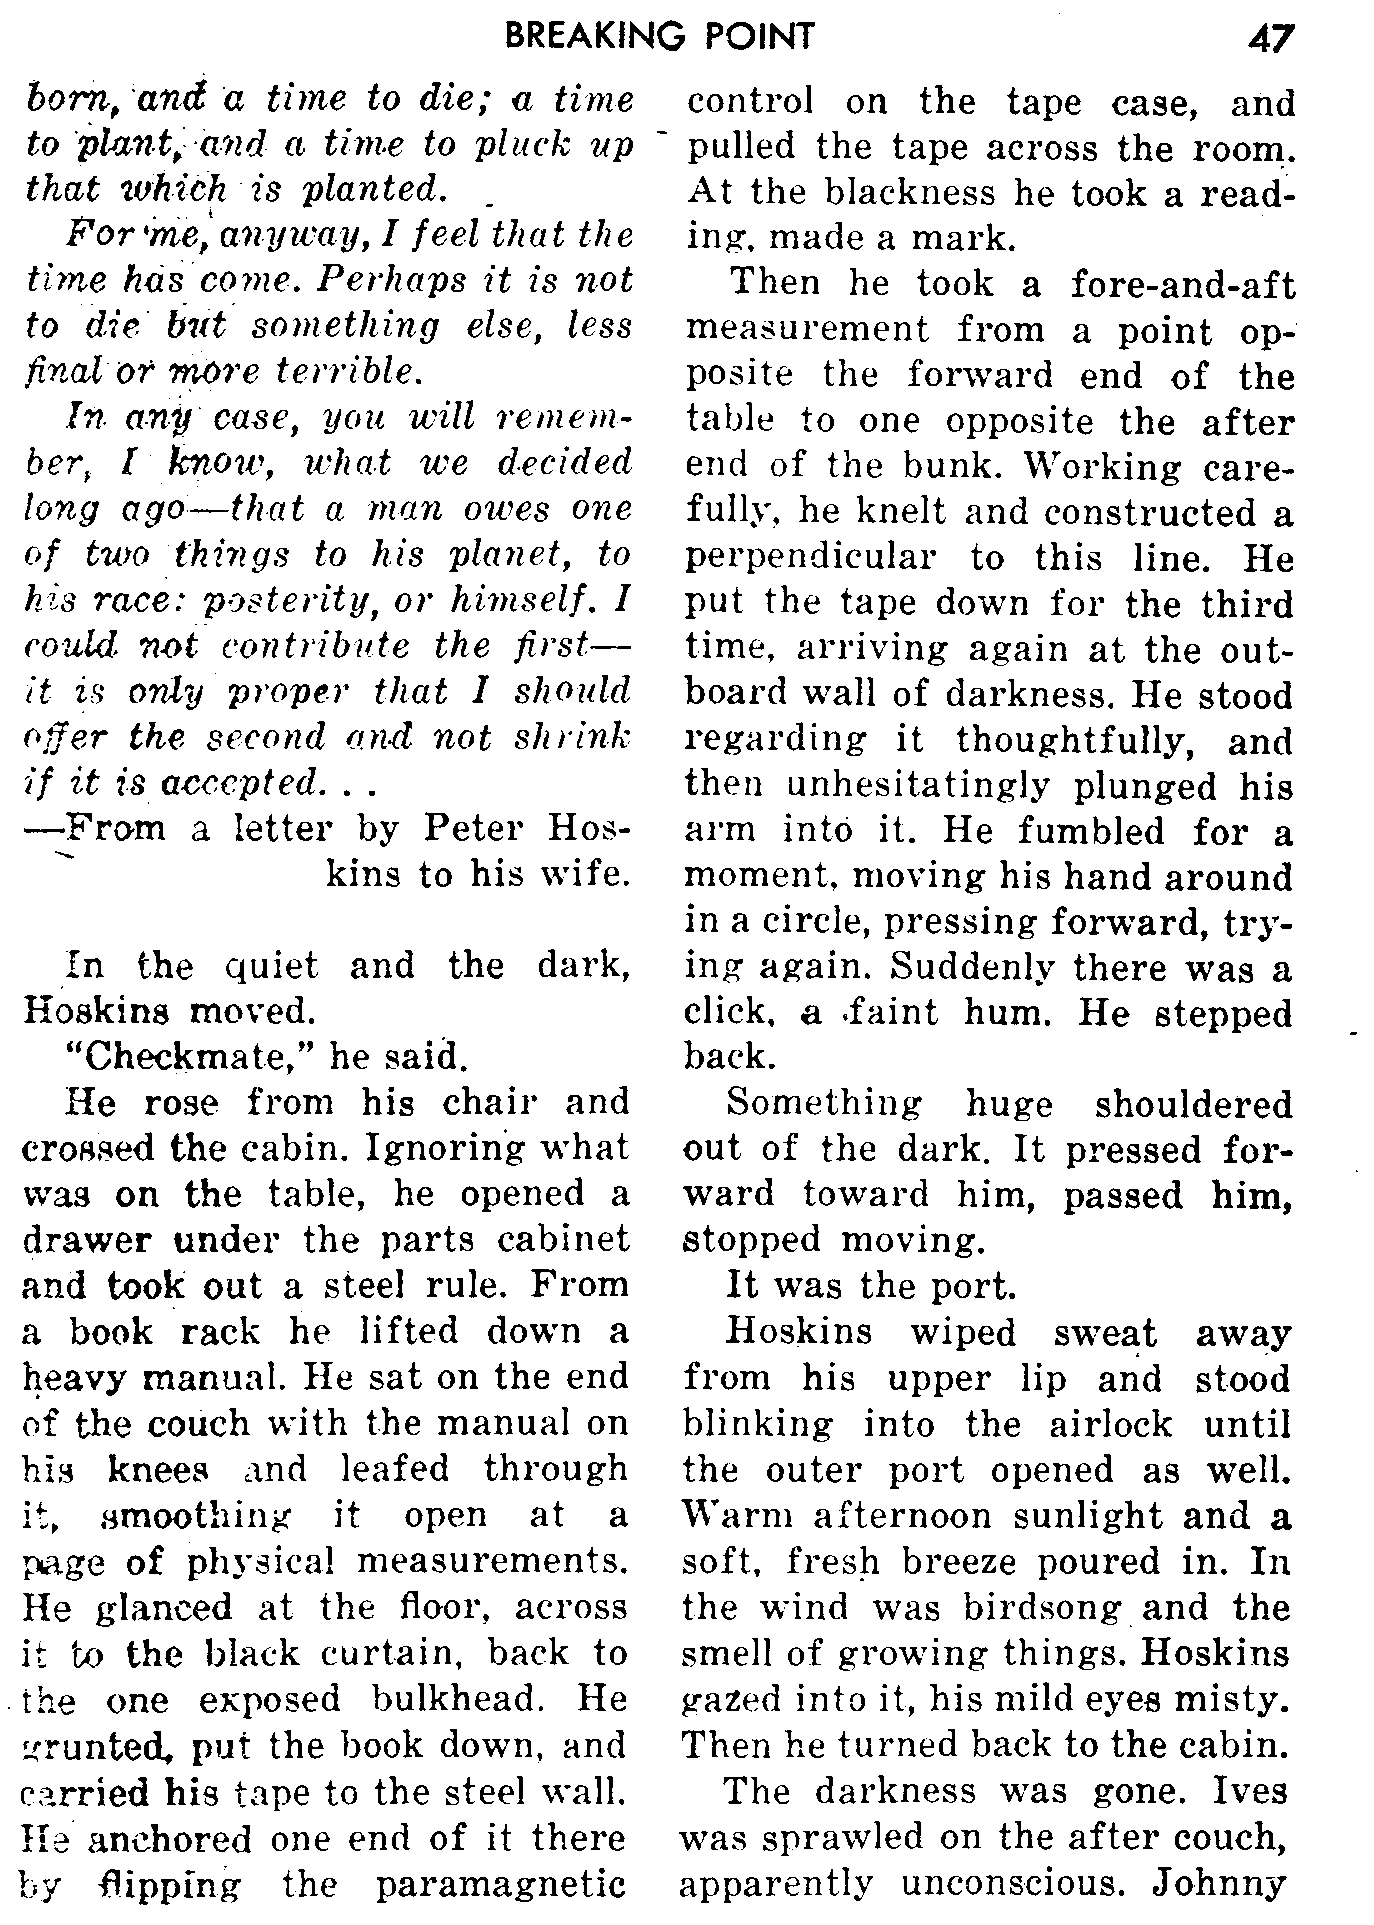 BREAKING POINT 47
born, and a time to die; a time
to plant, and a time to pluck up
that which is planted.
For me, anyway, I feel that the
time has come. Perhaps it is not
to die but something else, less
final or more terrible.
In any case, you will remem-
ber, I know, what we decided
long ago—that a man owes one
of two things to his planet, to
his race: posterity, or himself. I
could not contribute the first—
it is only proper that I should
offer the second and not shrink
if it is accepted. . .
—From a letter by Peter Hos-
kins to his wife.
In the quiet and the dark,
Hoskins moved.
“Checkmate,” he said.
He rose from his chair and
crossed the cabin. Ignoring what
was on the table, he opened a
drawer under the parts cabinet
and took out a steel rule. From
a book rack he lifted down a
heavy manual. He sat on the end
of the couch with the manual on
his knees and leafed through
it, smoothing it open at a
page of physical measurements.
He glanced at the floor, across
it to the black curtain, back to
the one exposed bulkhead. He
grunted, put the book down, and
carried his tape to the steel wall.
He anchored one end of it there
by flipping the paramagnetic
control on the tape case, and
pulled the tape across the room.
At the blackness he took a read-
ing, made a mark.
Then he took a fore-and-aft
measurement from a point op-
posite the forward end of the
table to one opposite the after
end of the bunk. Working care-
fully, he knelt and constructed a
perpendicular to this line. He
put the tape down for the third
time, arriving again at the out-
board wall of darkness. He stood
regarding it thoughtfully, and
then unhesitatingly plunged his
arm into it. He fumbled for a
moment, moving his hand around
in a circle, pressing forward, try-
ing again. Suddenly there was a
click, a faint hum. He stepped
back.
Something huge shouldered
out of the dark. It pressed for-
ward toward him, passed him,
stopped moving.
It was the port.
Hoskins wiped sweat away
from his upper lip and stood
blinking into the airlock until
the outer port opened as well.
Warm afternoon sunlight and a
soft, fresh breeze poured in. In
the wind was birdsong and the
smell of growing things. Hoskins
gazed into it, his mild eyes misty.
Then he turned back to the cabin.
The darkness was gone. Ives
was sprawled on the after couch,
apparently unconscious. Johnny